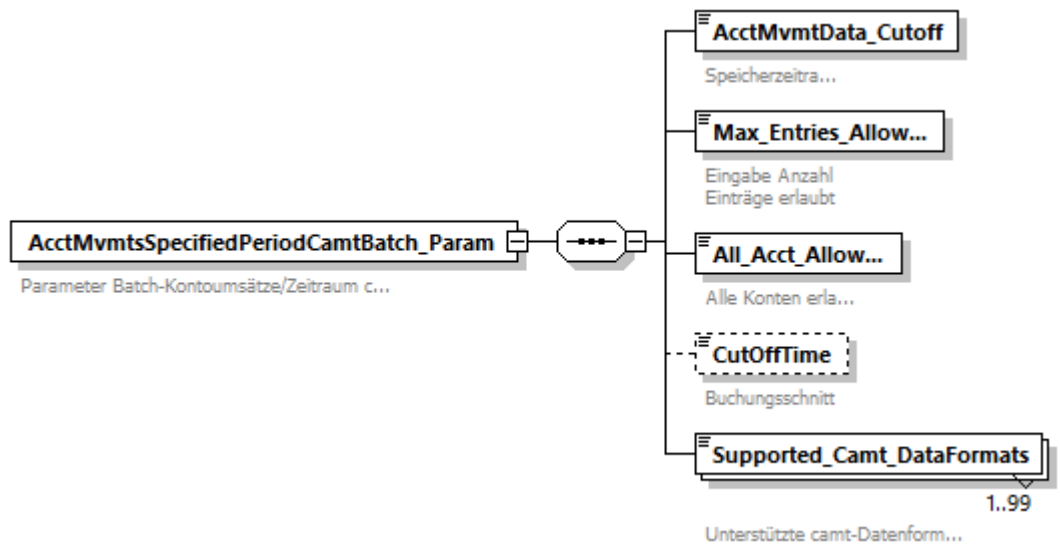 AcctMvmtData_Cutoff
Speicherzeitra...
Max_Entries_Allow...
Eingabe Anzahl
Einträge erlaubt
AcctMvmtsSpecifiedPeriodCamtBatch_Param
Parameter Batch-Kontoumsätze/Zeitraum c...
All_Acct_Allow...
Alle Konten erla...
CutOffTime
Buchungsschnitt
Supported_Camt_DataFormats
1..99
Unterstützte camt-Datenform...